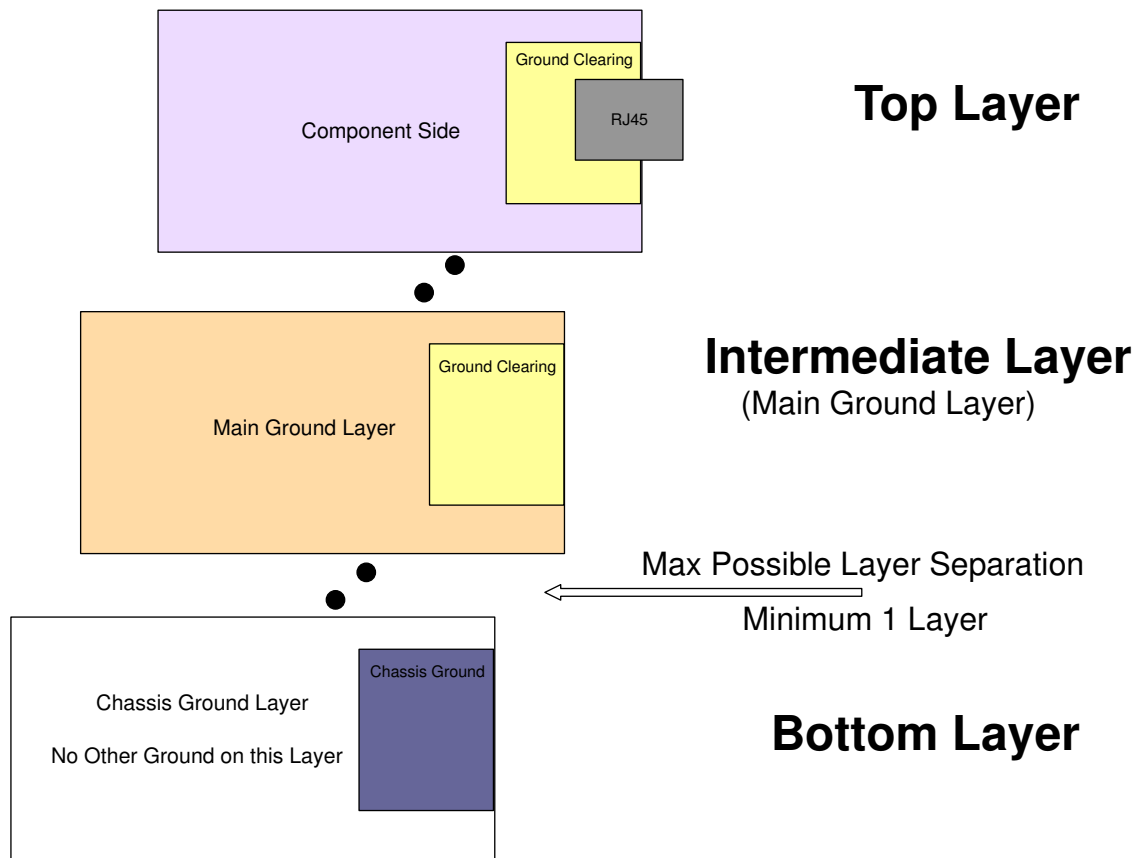 Ground Clearing
RJ45
Component Side
Top Layer
Ground Clearing
Main Ground Layer
Intermediate Layer
(Main Ground Layer)
Max Possible Layer Separation
Minimum 1 Layer
Chassis Ground
Chassis Ground Layer
No Other Ground on this Layer
Bottom Layer